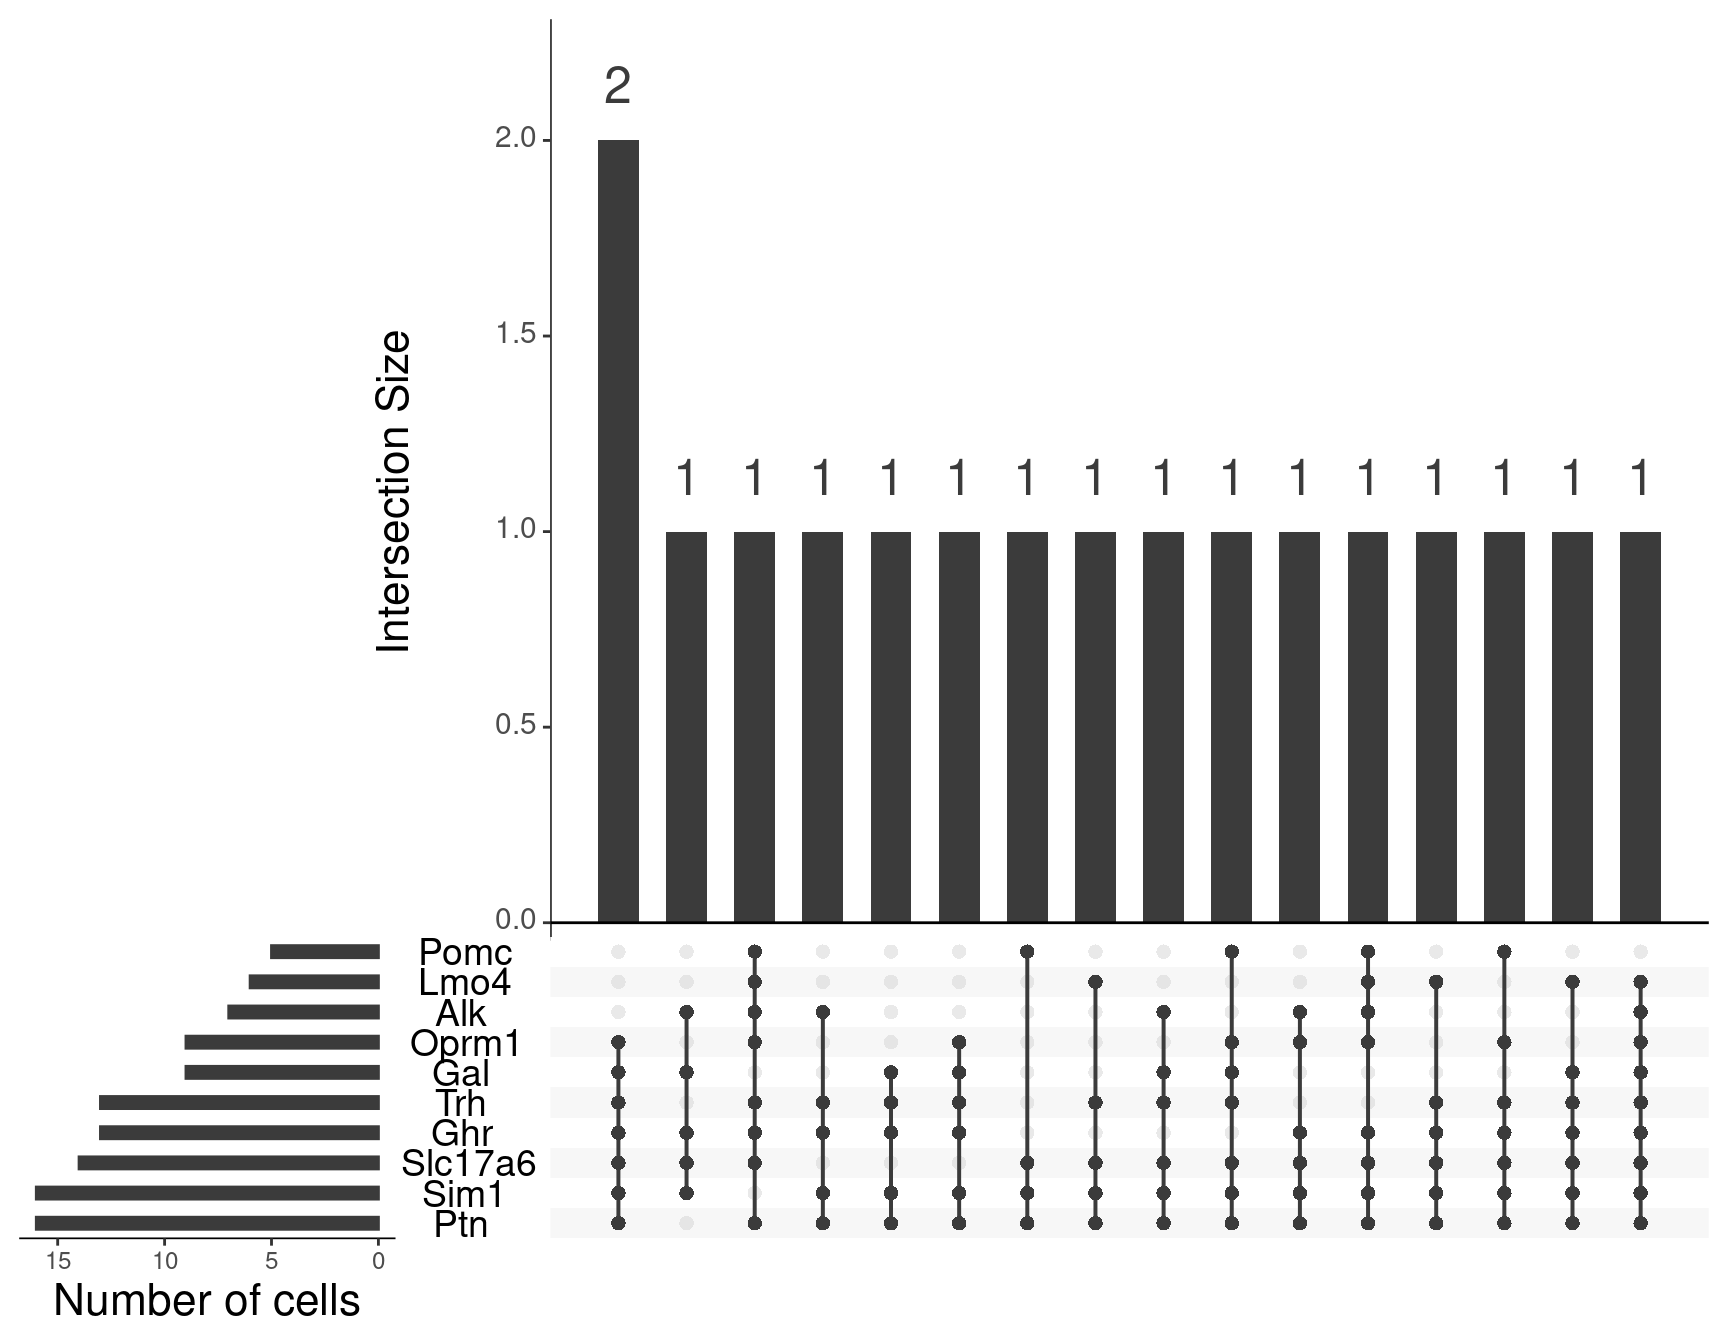 2
2.0
1.5
1 1 1 1 1 1 1 1 1 1 1 1 1 1 1
1.0
0.5
0.0
Intersection Size
Pomc
Lmo4
Alk
Oprm1
Gal
Trh
Ghr
Slc17a6
Sim1
Ptn
15 10 5 0
Number of cells